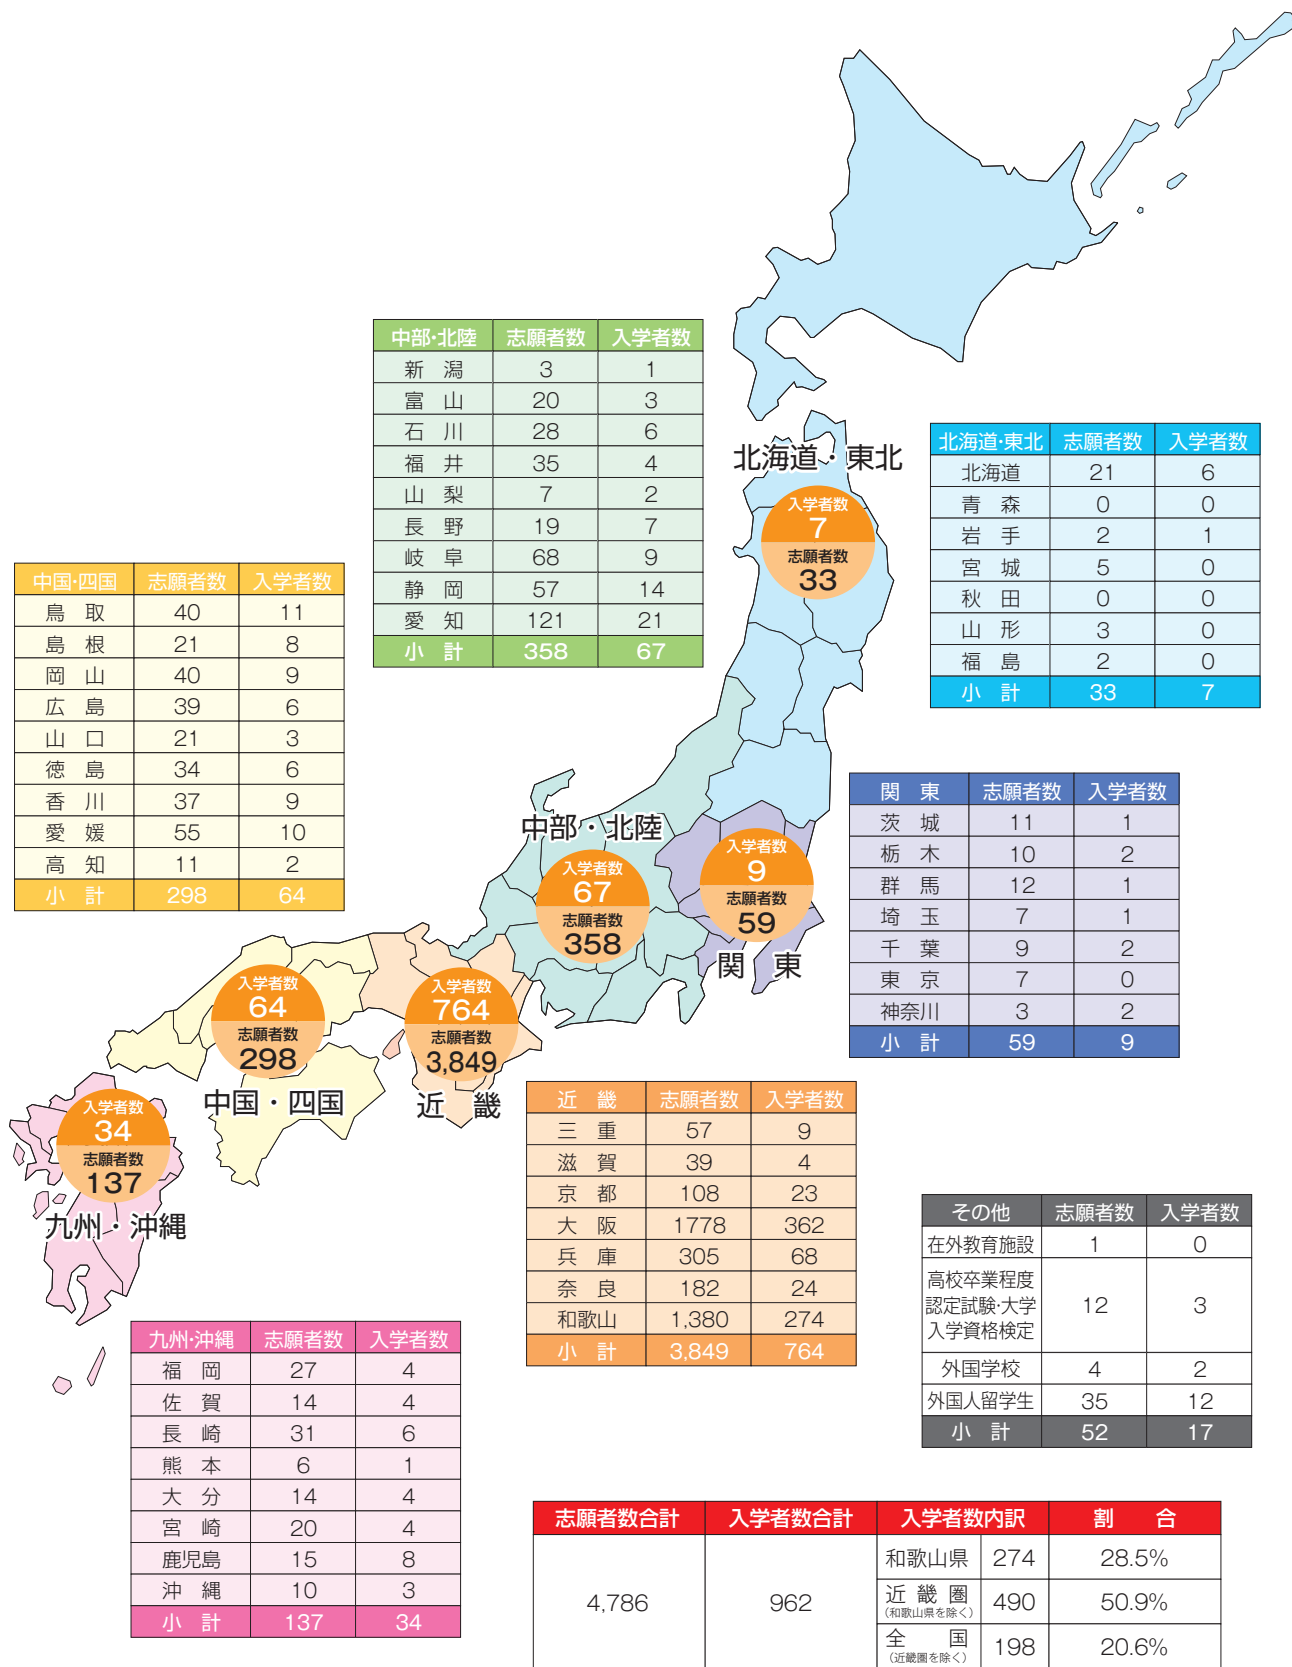 中部・北陸 志願者数 入学者数
新潟 3 1
富山 20 3
石川 28 6
福井 35 4
山梨 7 2
長野 19 7
岐阜 68 9
静岡 57 14
愛知 121 21
小計 358 67
北海道・東北
入学者数
7
志願者数
33
北海道・東北 志願者数 入学者数
北海道 21 6
青森 0 0
岩手 2 1
宮城 5 0
秋田 0 0
山形 3 0
福島 2 0
小計 33 7
中国・四国 志願者数 入学者数
鳥取 40 11
島根 21 8
岡山 40 9
広島 39 6
山口 21 3
徳島 34 6
香川 37 9
愛媛 55 10
高知 11 2
小計 298 64
中部・北陸
入学者数
67
志願者数
358
入学者数
9
志願者数
59
関東
関東 志願者数 入学者数
茨城 11 1
栃木 10 2
群馬 12 1
埼玉 7 1
千葉 9 2
東京 7 0
神奈川 3 2
小計 59 9
入学者数
64
志願者数
298
中国・四国
入学者数
764
志願者数
3,849
近畿
入学者数
34
志願者数
137
九州・沖縄
近畿 志願者数 入学者数
三重 57 9
滋賀 39 4
京都 108 23
大阪 1778 362
兵庫 305 68
奈良 182 24
和歌山 1,380 274
小計 3,849 764
その他 志願者数 入学者数
在外教育施設 1 0
高校卒業程度
認定試験・大学 12 3
入学資格検定
外国学校 4 2
外国人留学生 35 12
小計 52 17
九州・沖縄 志願者数 入学者数
福岡 27 4
佐賀 14 4
長崎 31 6
熊本 6 1
大分 14 4
宮崎 20 4
鹿児島 15 8
沖縄 10 3
小計 137 34
志願者数合計 入学者数合計 入学者数内訳 割合
4,786 962
和歌山県 274 28.5%
近畿圏 490 50.9%
(和歌山県を除く)
全国 198 20.6%
(近畿圏を除く)